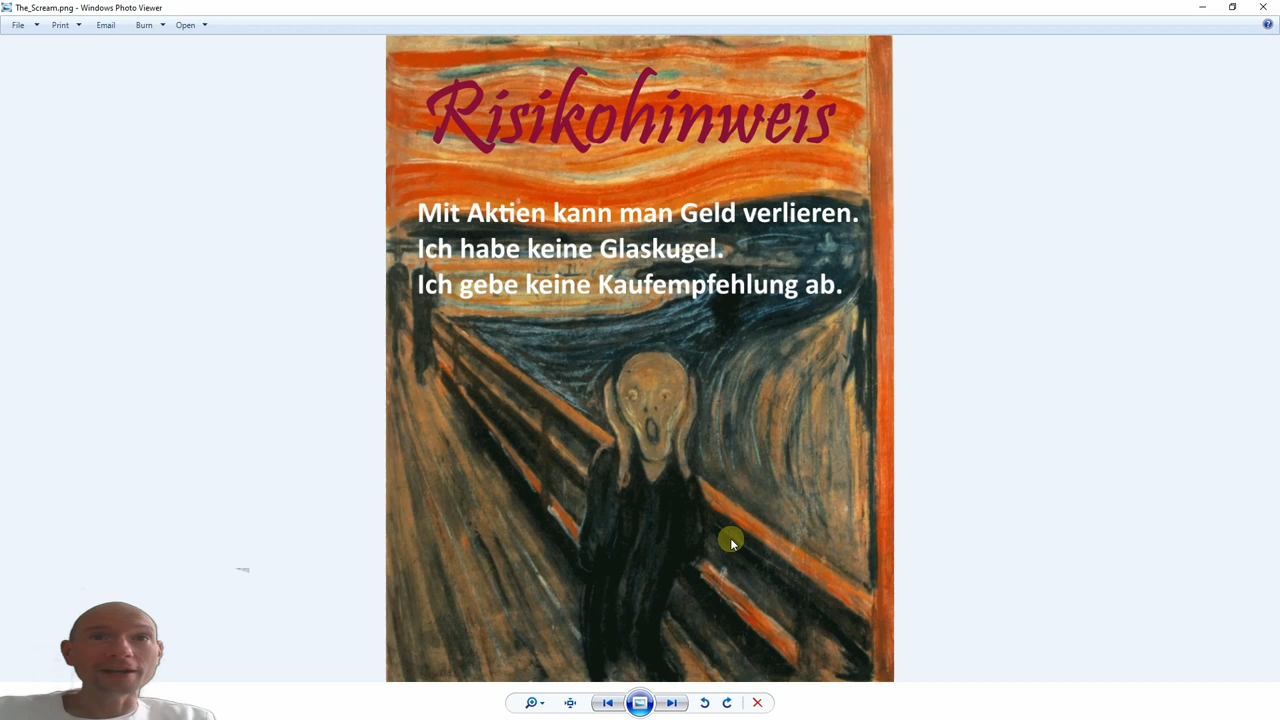 The_Scream.png - Windows Photo Viewer
File Print Email Burn Open
Risikohinweis
Mit Aktien kann man Geld verlieren.
Ich habe keine Glaskugel.
Ich gebe keine Kaufempfehlung ab.